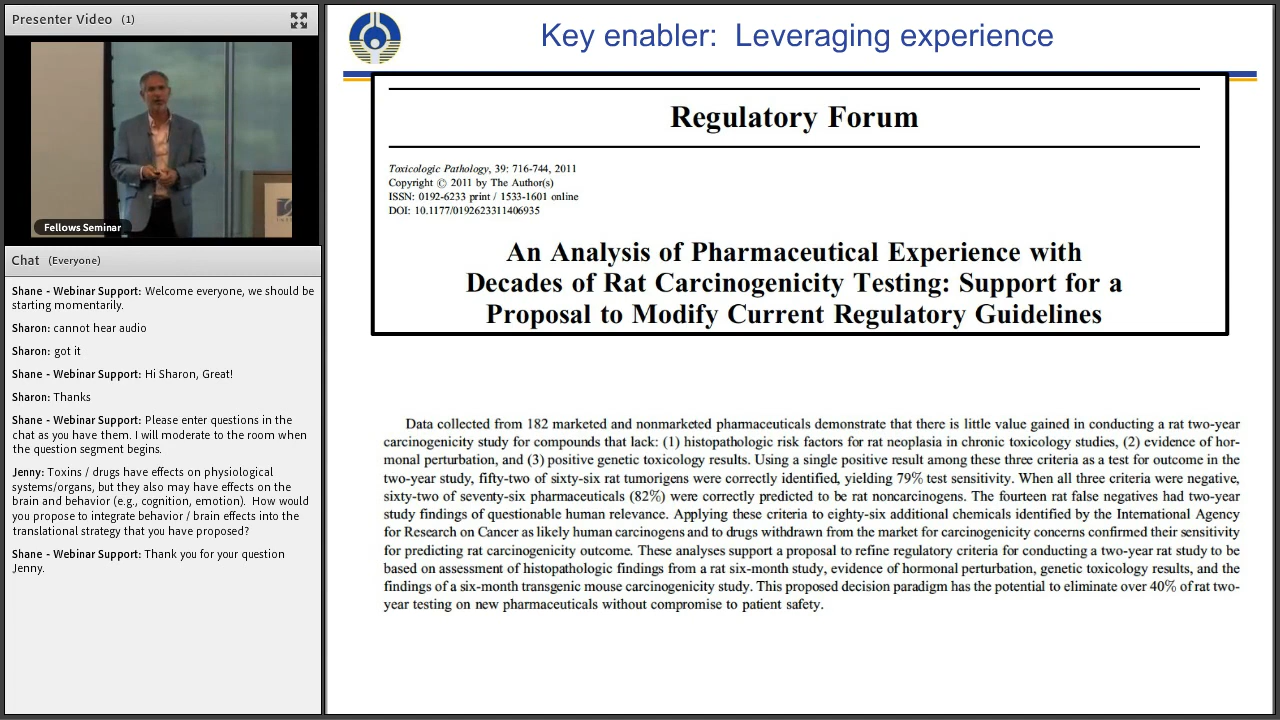 Presenter Video (1)
Fellows Seminar
Chat (Everyone)
Shane - Webinar Support: Welcome everyone, we should be
starting momentarily.
Sharon: cannot hear audio
Sharon: got it
Shane - Webinar Support: Hi Sharon, Great!
Sharon: Thanks
Shane - Webinar Support: Please enter questions in the
chat as you have them. I will moderate to the room when
the question segment begins.
Jenny: Toxins / drugs have effects on physiological
systems/organs, but they also may have effects on the
brain and behavior (e.g., cognition, emotion). How would
you propose to integrate behavior / brain effects into the
translational strategy that you have proposed?
Shane - Webinar Support: Thank you for your question
Jenny.
Key enabler: Leveraging experience
Regulatory Forum
Toxicologic Pathology, 39: 716-744, 2011
Copyright © 2011 by The Author(s)
ISSN: 0192-6233 print / 1533-1601 online
DOI: 10.1177/0192623311406935
An Analysis of Pharmaceutical Experience with
Decades of Rat Carcinogenicity Testing: Support for a
Proposal to Modify Current Regulatory Guidelines
Data collected from 182 marketed and nonmarketed pharmaceuticals demonstrate that there is little value gained in conducting a rat two-year
carcinogenicity study for compounds that lack: (1) histopathologic risk factors for rat neoplasia in chronic toxicology studies, (2) evidence of hor-
monal perturbation, and (3) positive genetic toxicology results. Using a single positive result among these three criteria as a test for outcome in the
two-year study, fifty-two of sixty-six rat tumorigens were correctly identified, yielding 79% test sensitivity. When all three criteria were negative,
sixty-two of seventy-six pharmaceuticals (82%) were correctly predicted to be rat noncarcinogens. The fourteen rat false negatives had two-year
study findings of questionable human relevance. Applying these criteria to eighty-six additional chemicals identified by the International Agency
for Research on Cancer as likely human carcinogens and to drugs withdrawn from the market for carcinogenicity concerns confirmed their sensitivity
for predicting rat carcinogenicity outcome. These analyses support a proposal to refine regulatory criteria for conducting a two-year rat study to be
based on assessment of histopathologic findings from a rat six-month study, evidence of hormonal perturbation, genetic toxicology results, and the
findings of a six-month transgenic mouse carcinogenicity study. This proposed decision paradigm has the potential to eliminate over 40% of rat two-
year testing on new pharmaceuticals without compromise to patient safety.